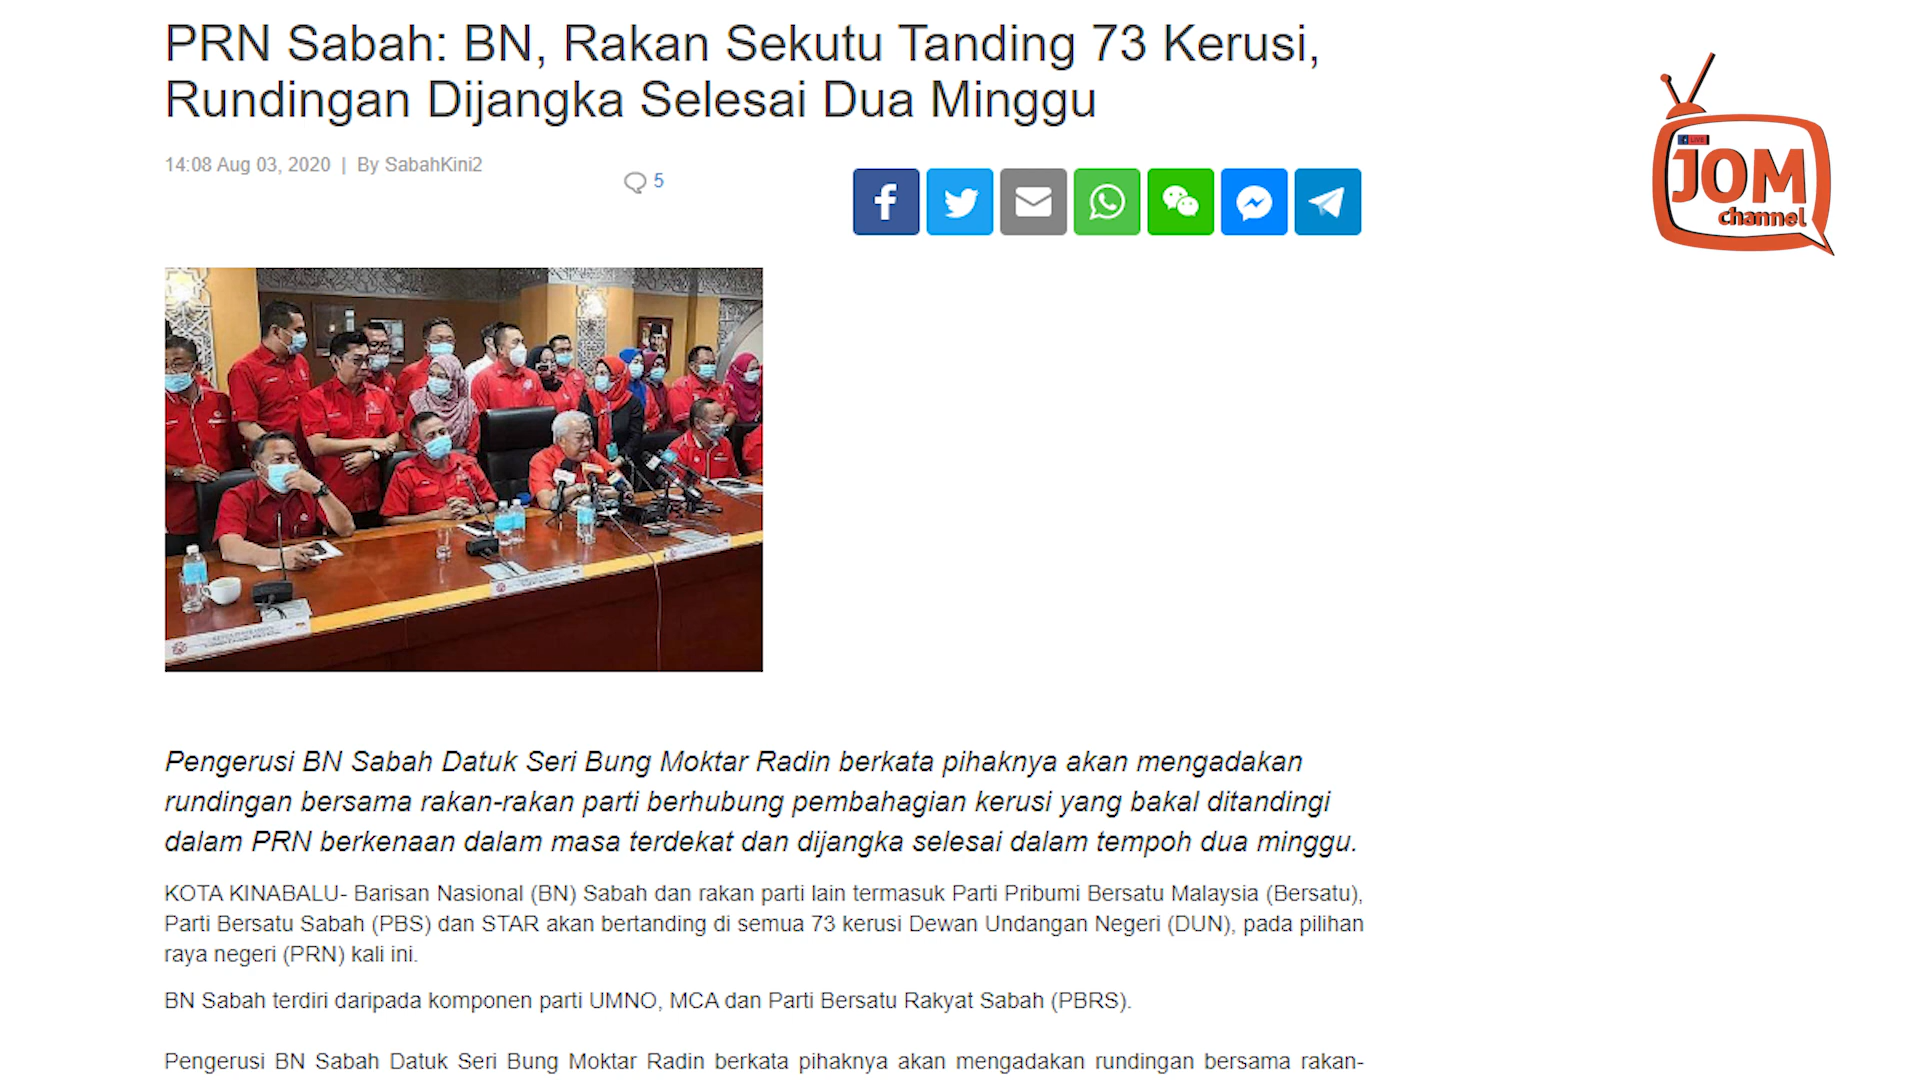 PRN Sabah: BN, Rakan Sekutu Tanding 73 Kerusi,
Rundingan Dijangka Selesai Dua Minggu
14:08 Aug 03, 2020 | By SabahKini2
5
LIVE
JOM
channel
Pengerusi BN Sabah Datuk Seri Bung Moktar Radin berkata pihaknya akan mengadakan
rundingan bersama rakan-rakan parti berhubung pembahagian kerusi yang bakal ditandingi
dalam PRN berkenaan dalam masa terdekat dan dijangka selesai dalam tempoh dua minggu.
KOTA KINABALU- Barisan Nasional (BN) Sabah dan rakan parti lain termasuk Parti Pribumi Bersatu Malaysia (Bersatu),
Parti Bersatu Sabah (PBS) dan STAR akan bertanding di semua 73 kerusi Dewan Undangan Negeri (DUN), pada pilihan
raya negeri (PRN) kali ini.
BN Sabah terdiri daripada komponen parti UMNO, MCA dan Parti Bersatu Rakyat Sabah (PBRS).
Pengerusi BN Sabah Datuk Seri Bung Moktar Radin berkata pihaknya akan mengadakan rundingan bersama rakan-